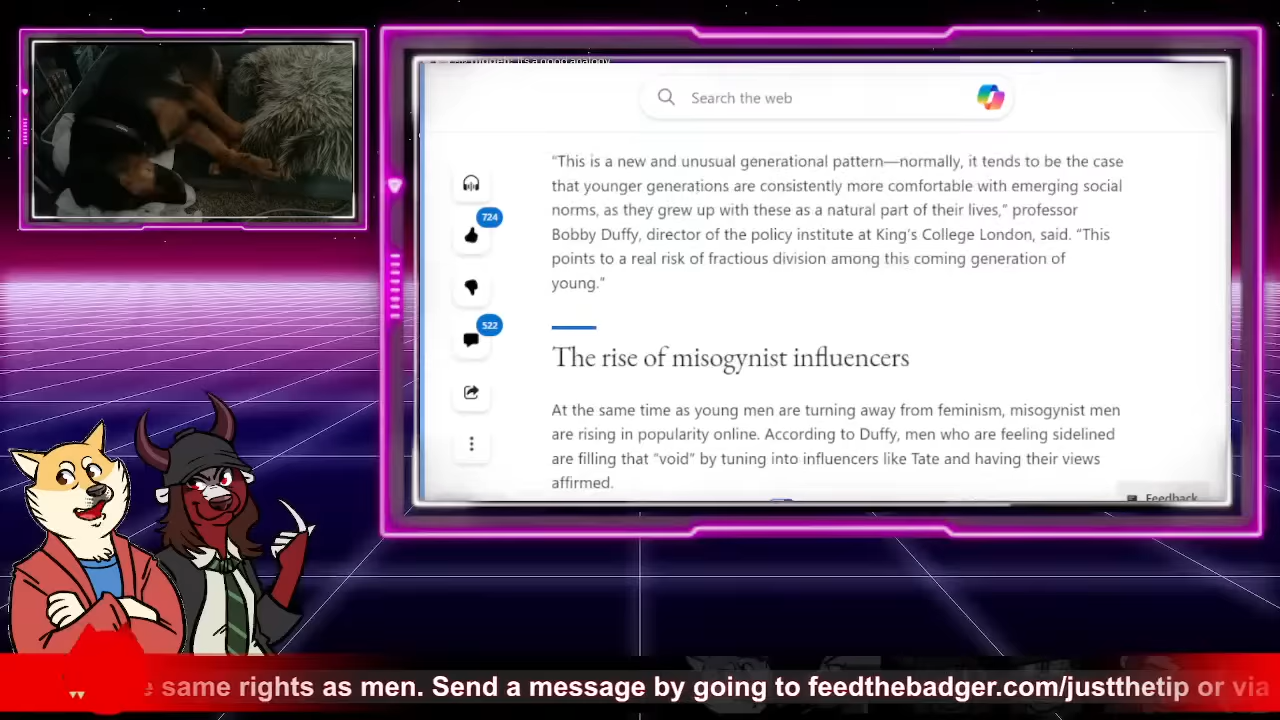 it's a good analogy
Search the web
“This is a new and unusual generational pattern—normally, it tends to be the case
that younger generations are consistently more comfortable with emerging social
norms, as they grew up with these as a natural part of their lives,” professor
Bobby Duffy, director of the policy institute at King’s College London, said. “This
points to a real risk of fractious division among this coming generation of
young.”
724
522
The rise of misogynist influencers
At the same time as young men are turning away from feminism, misogynist men
are rising in popularity online. According to Duffy, men who are feeling sidelined
are filling that “void” by tuning into influencers like Tate and having their views
affirmed.
Feedback
same rights as men. Send a message by going to feedthebadger.com/justthetip or via